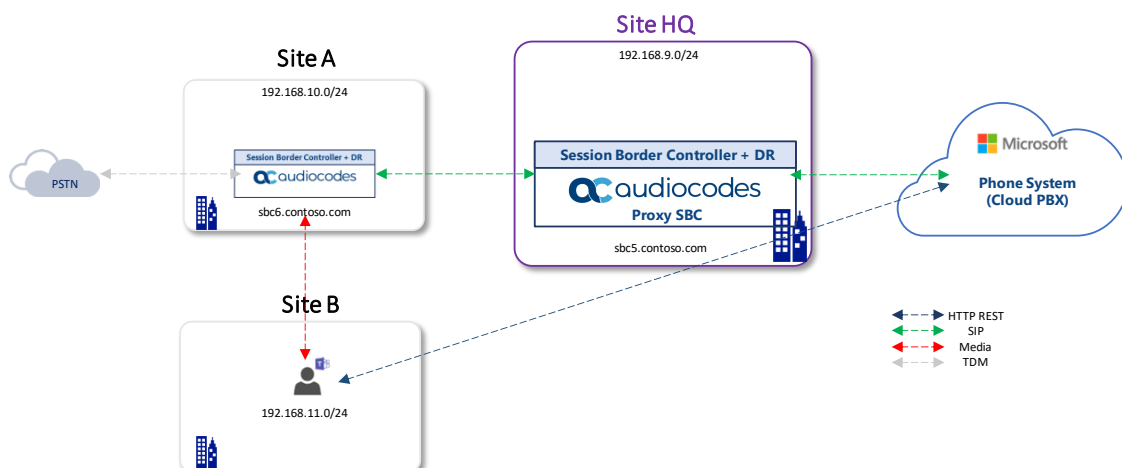 Site HQ
192.168.9.0/24
Site A
192.168.10.0/24
PSTN
Session Border Controller + DR
audiocodes
sbc6.contoso.com
Session Border Controller + DR
audiocodes
Proxy SBC
sbc5.contoso.com
Microsoft
Phone System
(Cloud PBX)
Site B
192.168.11.0/24
HTTP REST
SIP
Media
TDM